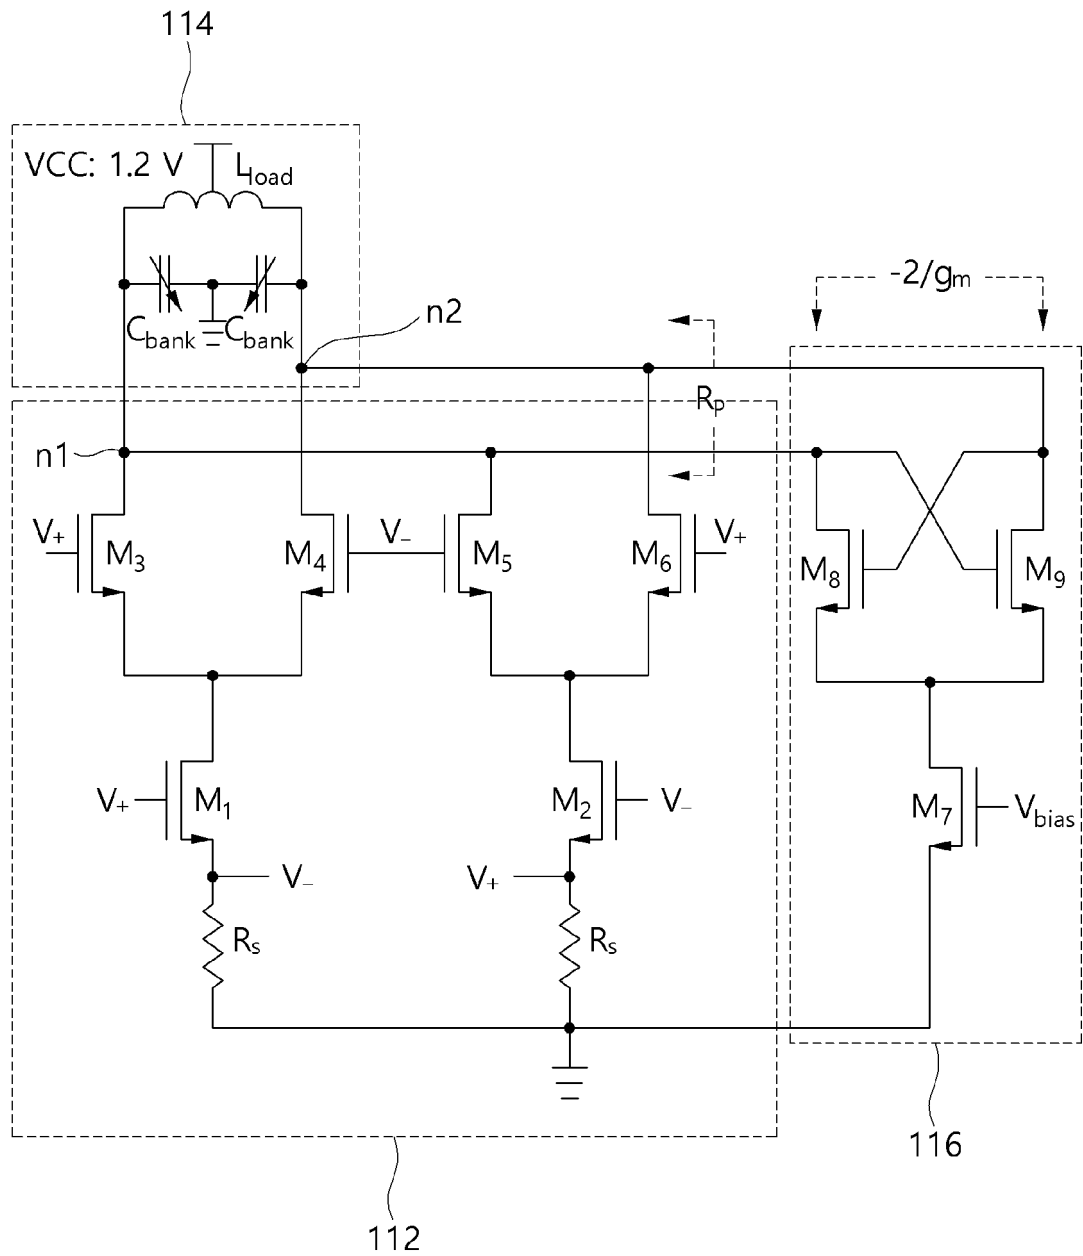 114
VCC: 1.2 V
Lload
Cbank
Cbank
n2
-2/gm
Rp
n1
V+
M3
M4
V-
M5
M6
V+
M8
M9
V+
M1
M2
V-
M7
Vbias
V-
V+
Rs
Rs
116
112